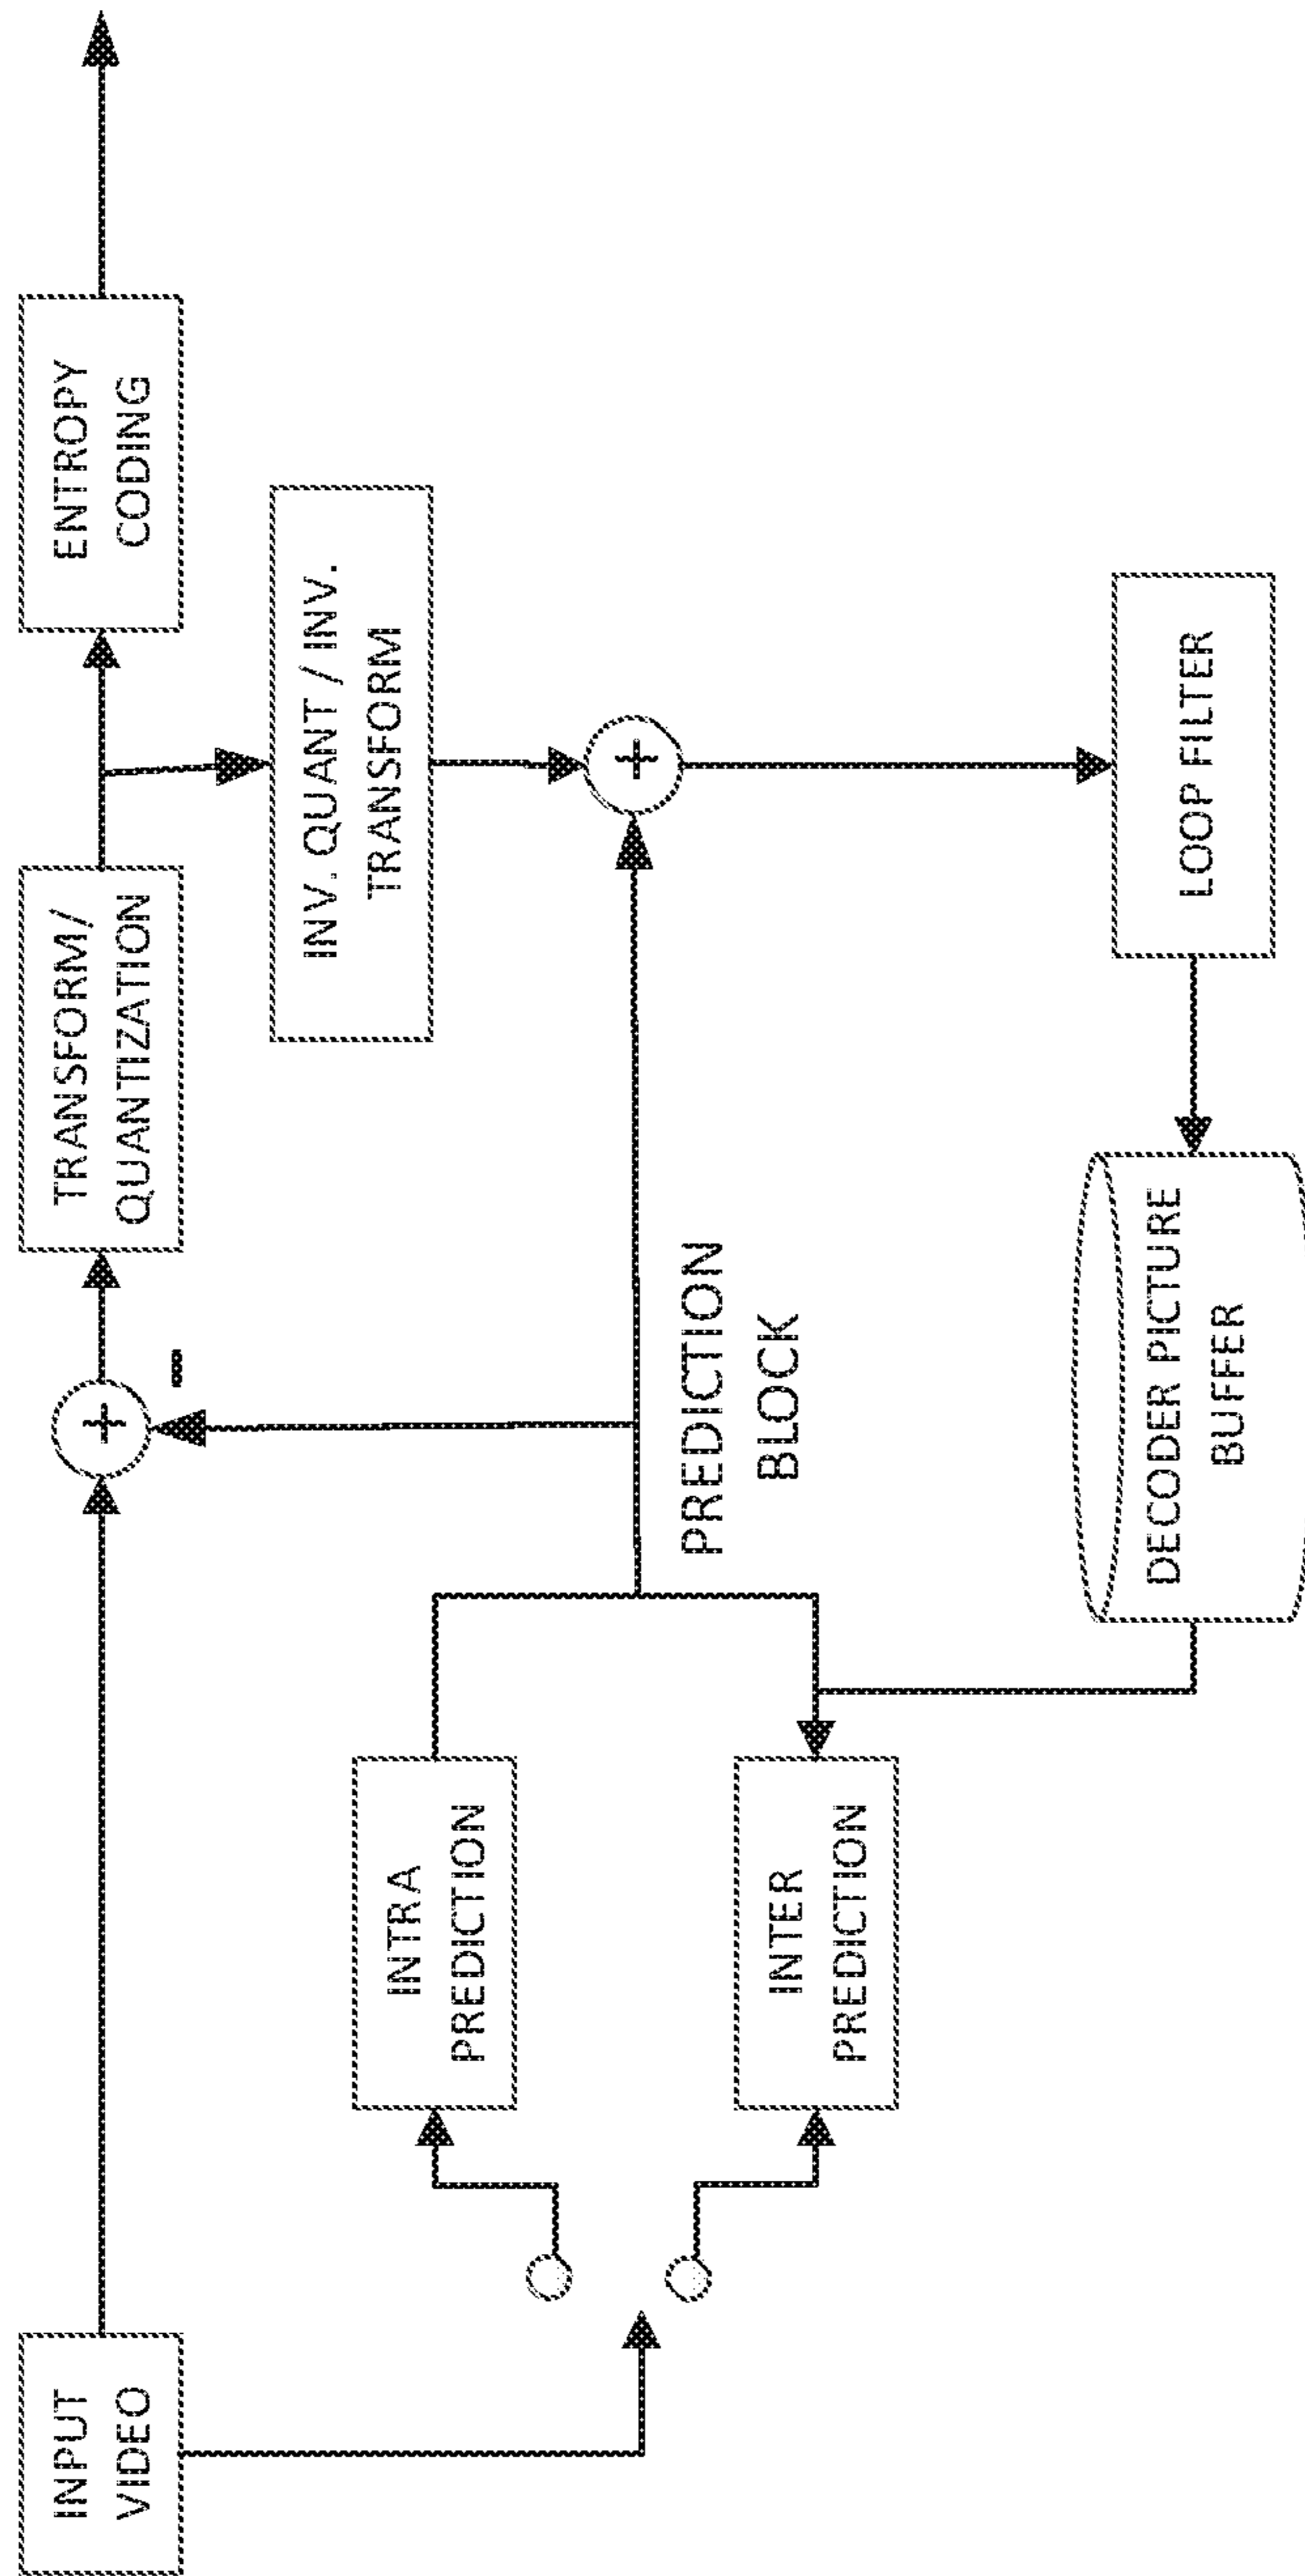 INPUT
VIDEO
+
−
TRANSFORM/
QUANTIZATION
ENTROPY
CODING
INV. QUANT / INV.
TRANSFORM
INTRA
PREDICTION
+
PREDICTION
BLOCK
INTER
PREDICTION
DECODER PICTURE
BUFFER
LOOP FILTER